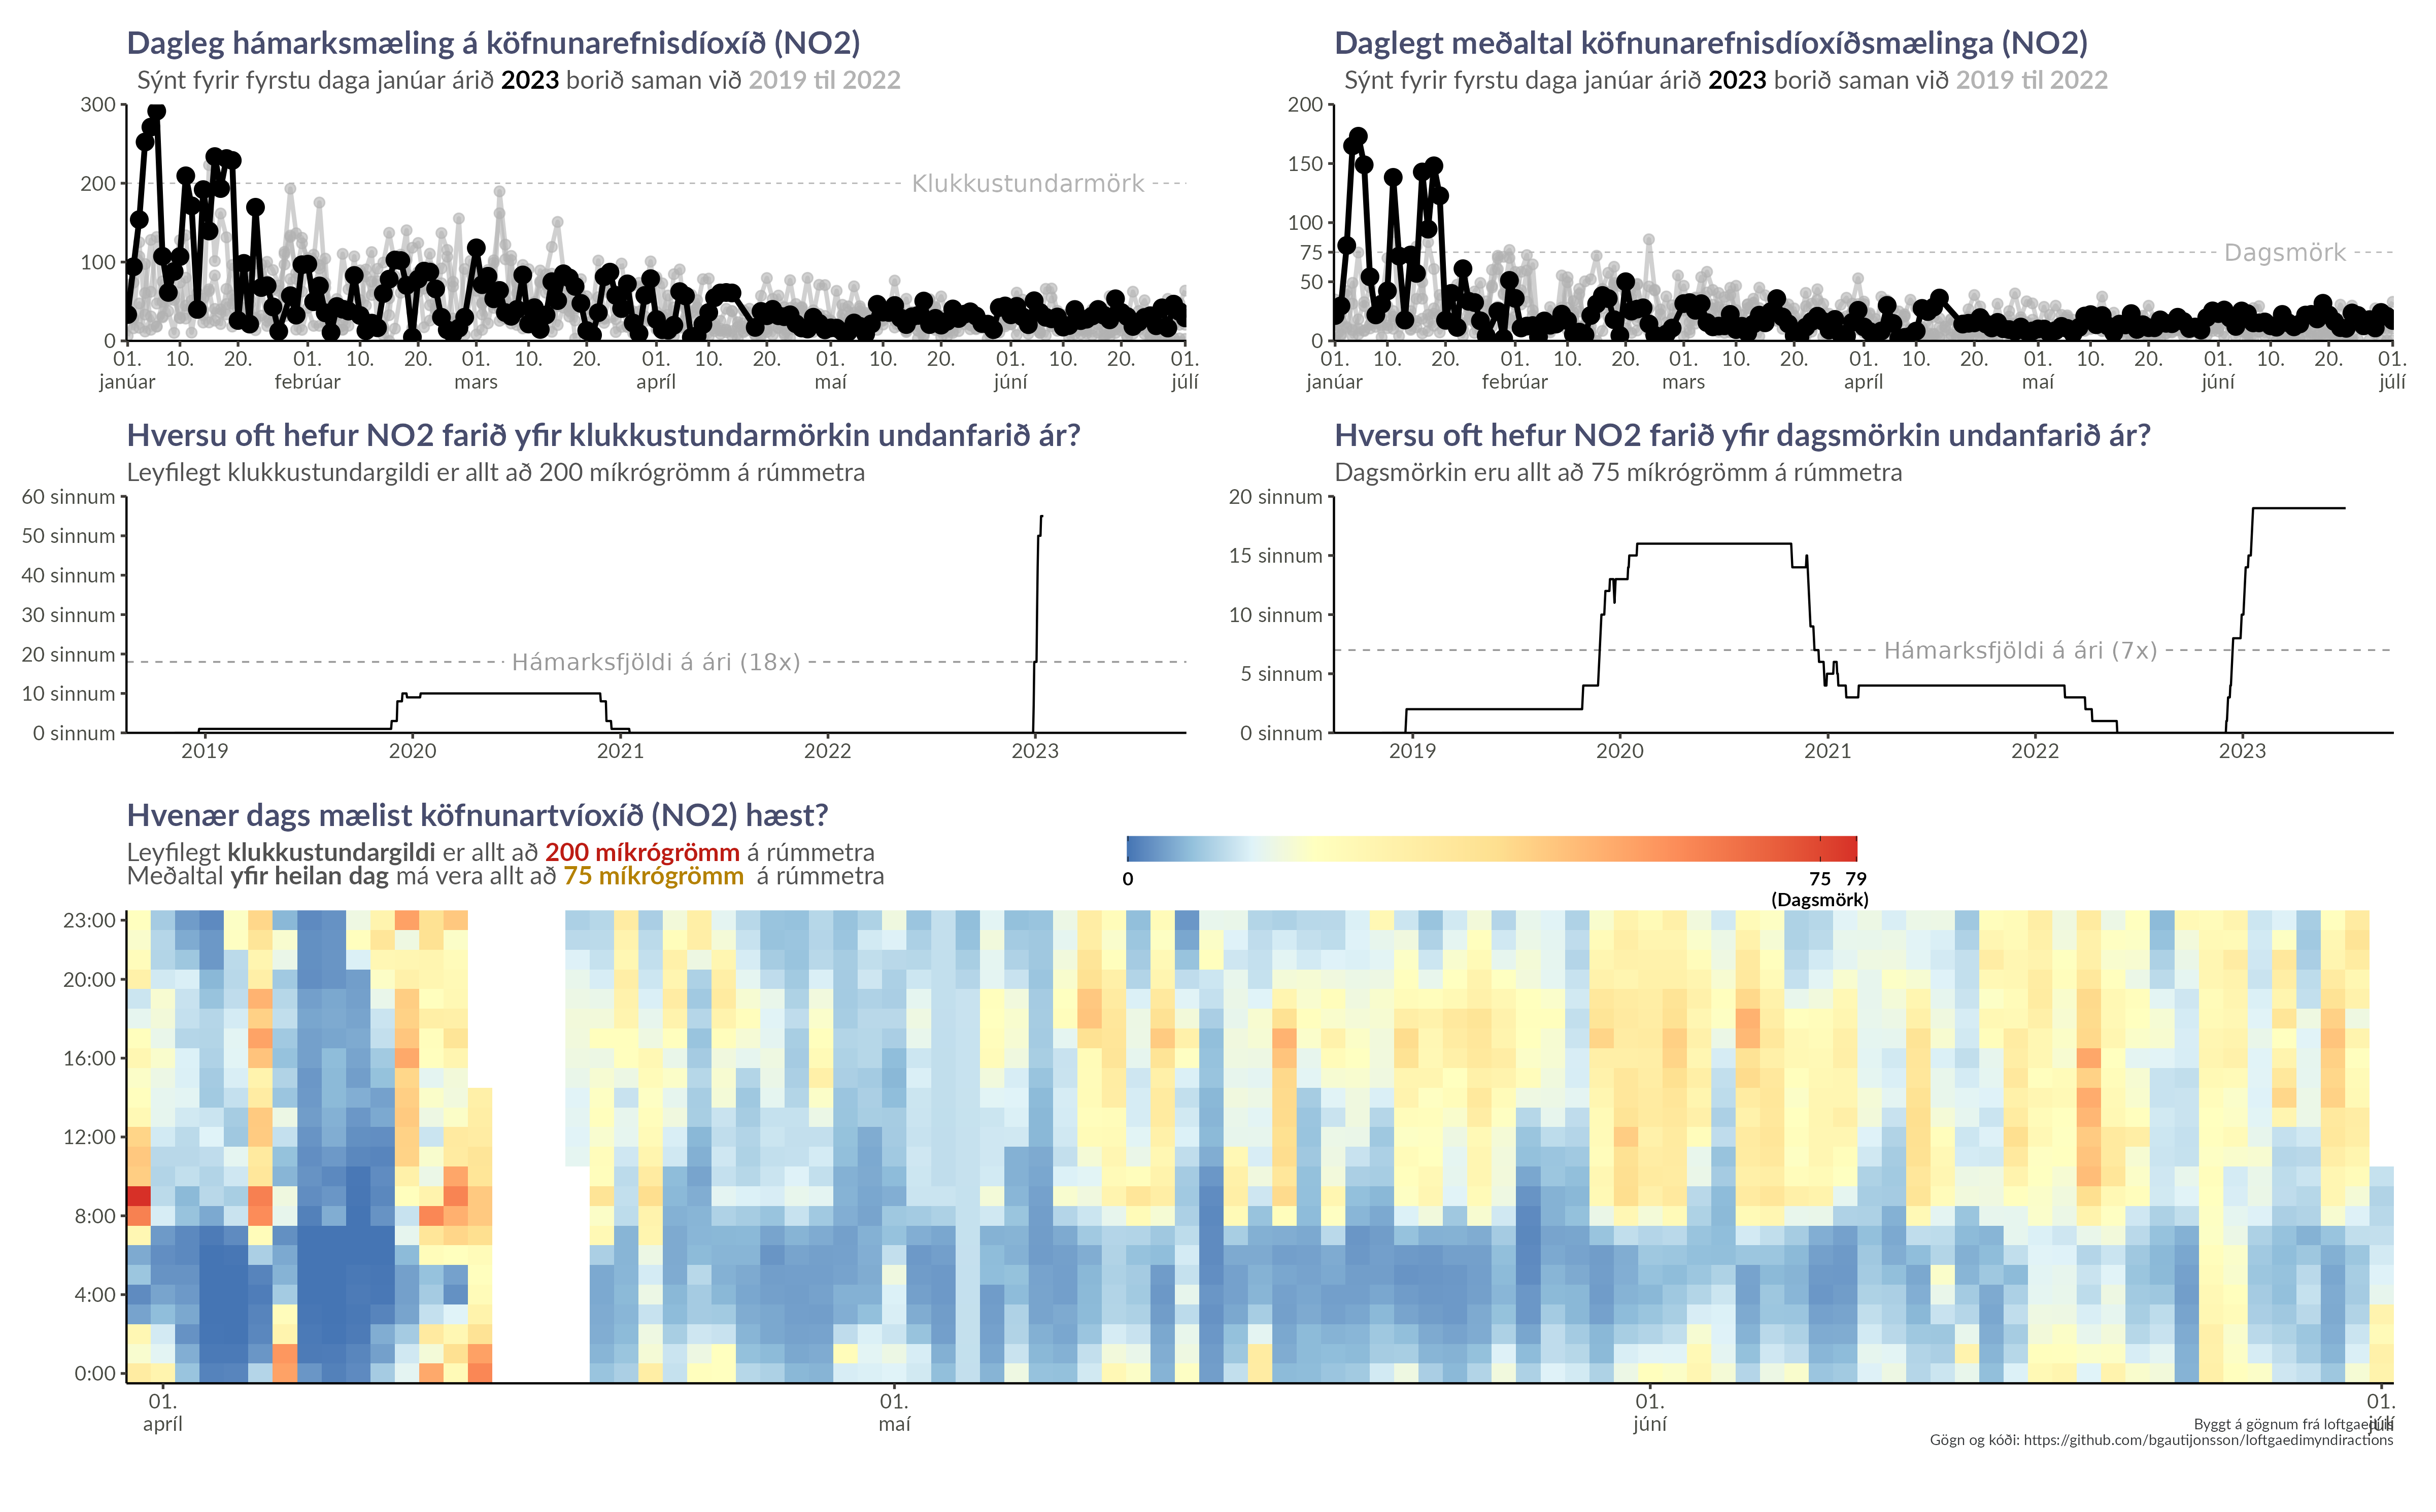 Dagleg hámarksmæling á köfnunarefnisdíoxíð (NO2)
Sýnt fyrir fyrstu daga janúar árið 2023 borið saman við 2019 til 2022
300
200
100
0
Klukkustundarmörk
01. 10. 20. 01. 10. 20. 01. 10. 20. 01. 10. 20. 01. 10. 20. 01. 10. 20. 01.
janúar febrúar mars apríl maí júní júlí
Daglegt meðaltal köfnunarefnisdíoxíðsmælinga (NO2)
Sýnt fyrir fyrstu daga janúar árið 2023 borið saman við 2019 til 2022
200
150
100
75
50
0
Dagsmörk
01. 10. 20. 01. 10. 20. 01. 10. 20. 01. 10. 20. 01. 10. 20. 01. 10. 20. 01.
janúar febrúar mars apríl maí júní júlí
Hversu oft hefur NO2 farið yfir klukkustundarmörkin undanfarið ár?
Leyfilegt klukkustundargildi er allt að 200 míkrógrömm á rúmmetra
60 sinnum
50 sinnum
40 sinnum
30 sinnum
20 sinnum
10 sinnum
0 sinnum
Hámarksfjöldi á ári (18x)
2019 2020 2021 2022 2023
Hversu oft hefur NO2 farið yfir dagsmörkin undanfarið ár?
Dagsmörkin eru allt að 75 míkrógrömm á rúmmetra
20 sinnum
15 sinnum
10 sinnum
5 sinnum
0 sinnum
Hámarksfjöldi á ári (7x)
2019 2020 2021 2022 2023
Hvenær dags mælist köfnunartvíoxíð (NO2) hæst?
Leyfilegt klukkustundargildi er allt að 200 míkrógrömm á rúmmetra
Meðaltal yfir heilan dag má vera allt að 75 míkrógrömm á rúmmetra
0 75 79
(Dagsmörk)
23:00
20:00
16:00
12:00
8:00
4:00
0:00
01. 01. 01. 01.
apríl maí júní júlí
Byggt á gögnum frá loftgaedi.is
Gögn og kóði: https://github.com/bgautijonsson/loftgaedimyndiractions